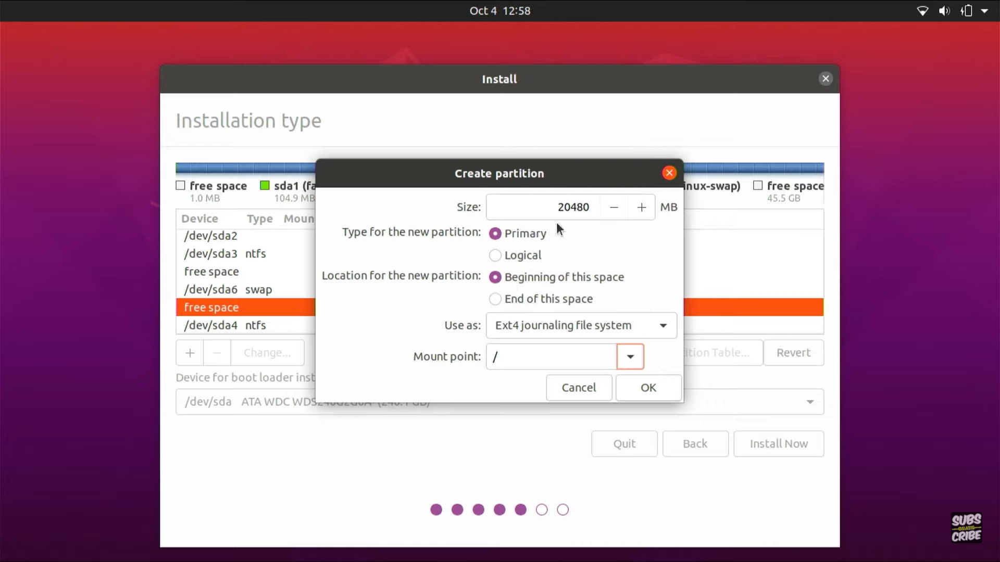 Oct 4 12:58
Install
Installation type
free space
1.0 MB
sda1 (fa
104.9 MB
inux-swap)
free space
45.5 GB
Device Type Moun
/dev/sda2
/dev/sda3 ntfs
free space
/dev/sda6 swap
free space
/dev/sda4 ntfs
Create partition
Size: 20480 MB
Type for the new partition: Primary
Logical
Location for the new partition: Beginning of this space
End of this space
Use as: Ext4 journaling file system
Mount point: /
Cancel OK
+ − Change...
ition Table... Revert
Device for boot loader inst
/dev/sda ATA WDC
Quit Back Install Now
SUBS
GRATIS
CRIBE